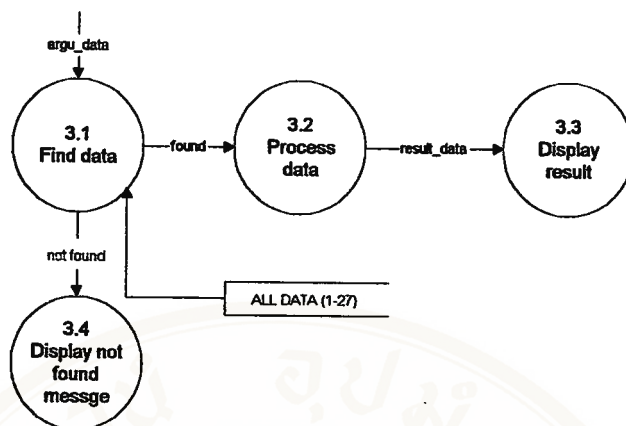 argu_data
3.1
Find data
found
3.2
Process
data
result_data
3.3
Display
result
not found
ALL DATA (1-27)
3.4
Display not
found
messge